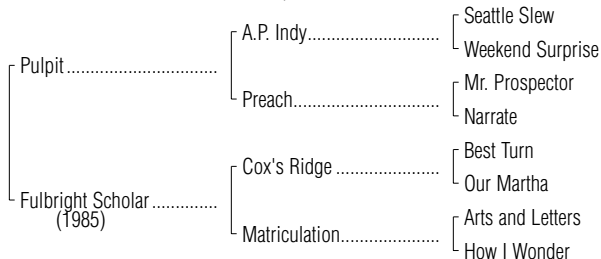 Seattle Slew
A.P. Indy..............................
Weekend Surprise
Pulpit..................................
Mr. Prospector
Preach.................................
Narrate
Best Turn
Cox's Ridge .......................
Our Martha
Fulbright Scholar...............
(1985)
Arts and Letters
Matriculation......................
How I Wonder